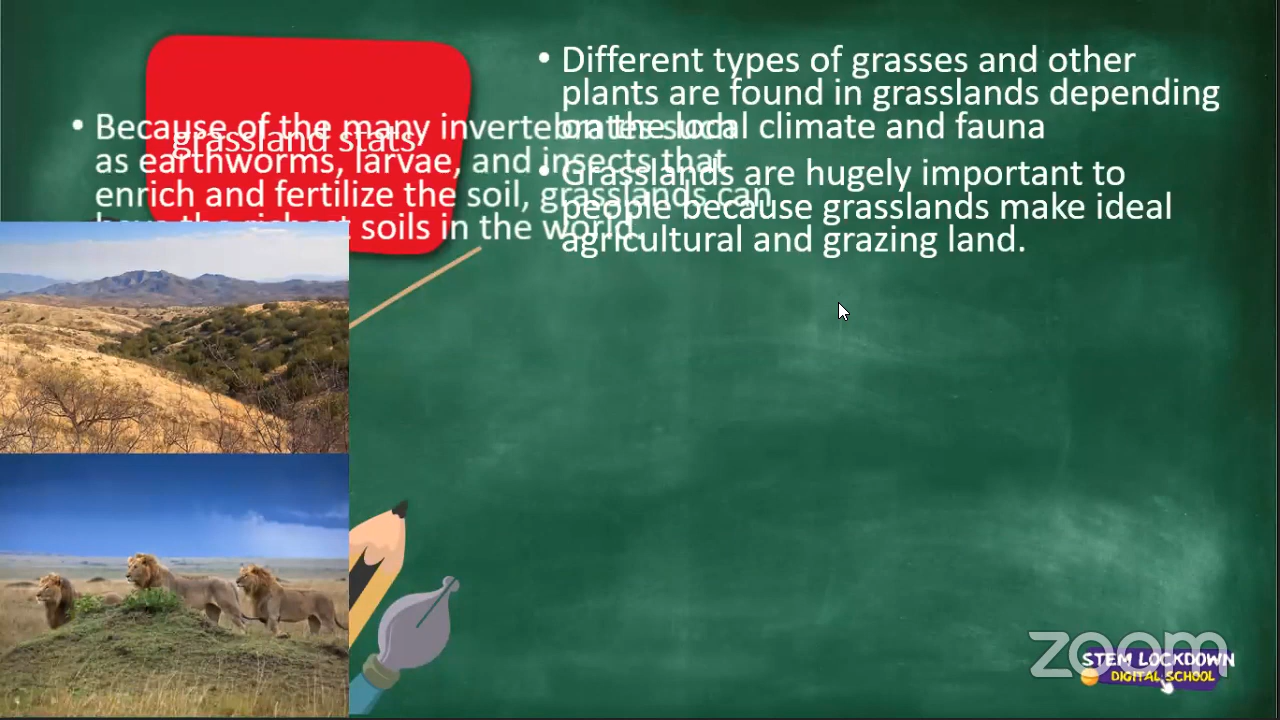 grassland stats
Because of the many invertebrates such
as earthworms, larvae, and insects that
enrich and fertilize the soil, grasslands can
have the richest soils in the world.
Different types of grasses and other
plants are found in grasslands depending
on the local climate and fauna
Grasslands are hugely important to
people because grasslands make ideal
agricultural and grazing land.
zoom
STEM LOCKDOWN
DIGITAL SCHOOL